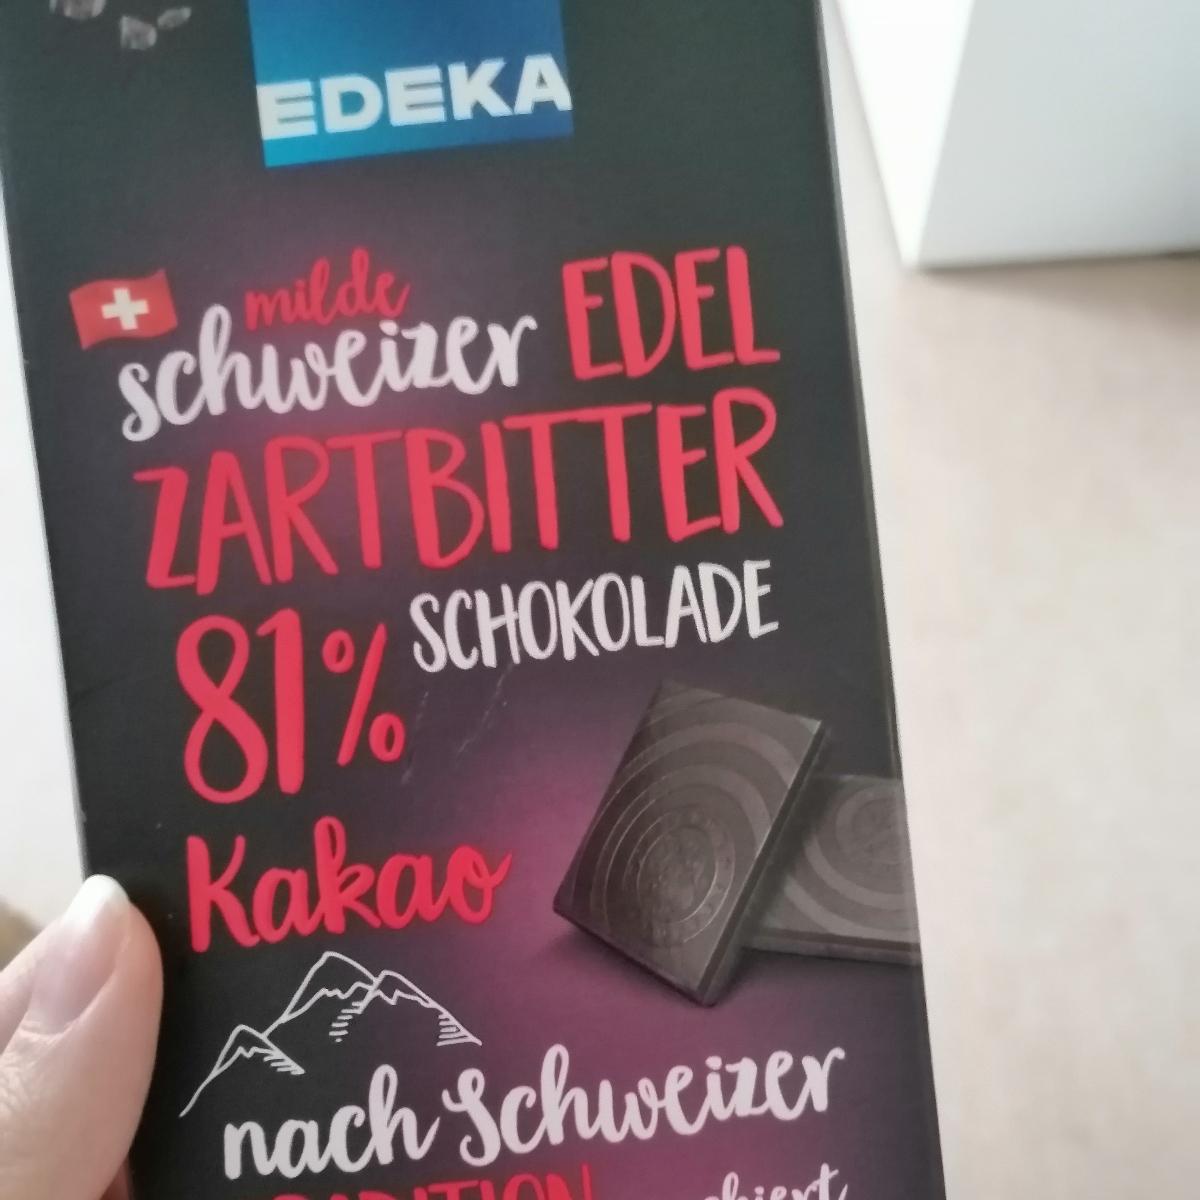 EDEKA
milde
schweizer EDEL
ZARTBITTER
81% SCHOKOLADE
Kakao
nach Schweizer